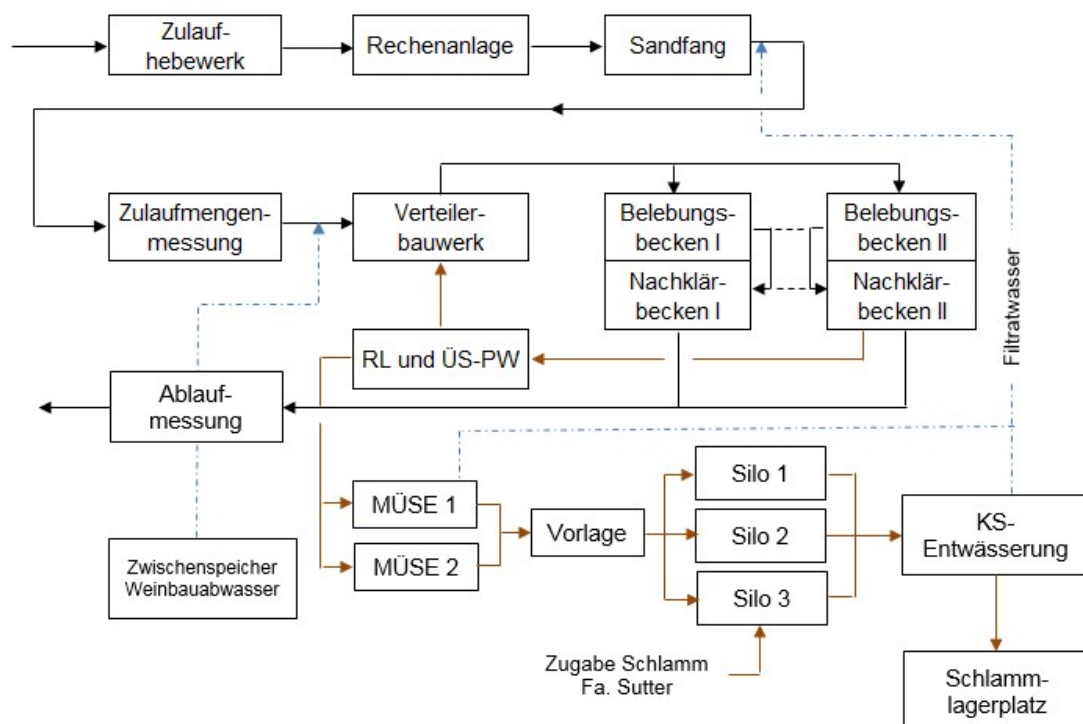 Zulauf-
hebewerk
Rechenanlage
Sandfang
Zulaufmengen-
messung
Verteiler-
bauwerk
Belebungs-
becken I
Nachklär-
becken I
Belebungs-
becken II
Nachklär-
becken II
Filtratwasser
RL und ÜS-PW
Ablauf-
messung
MÜSE 1
MÜSE 2
Vorlage
Silo 1
Silo 2
Silo 3
KS-
Entwässerung
Zwischenspeicher
Weinbauabwasser
Zugabe Schlamm
Fa. Sutter
Schlamm-
lagerplatz